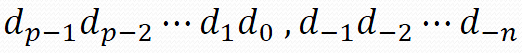 d_{p−1}d_{p−2} ⋯ d_1d_0 , d_{−1}d_{−2} ⋯ d_{−n}